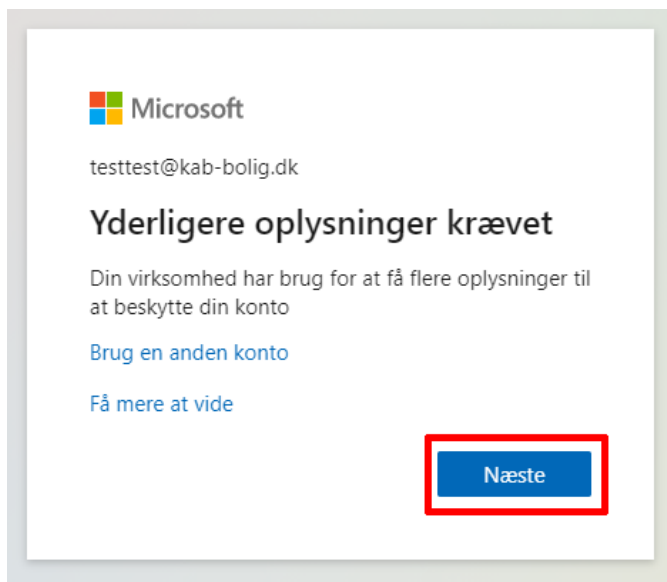 Microsoft
testtest@kab-bolig.dk
Yderligere oplysninger krævet
Din virksomhed har brug for at få flere oplysninger til
at beskytte din konto
Brug en anden konto
Få mere at vide
Næste